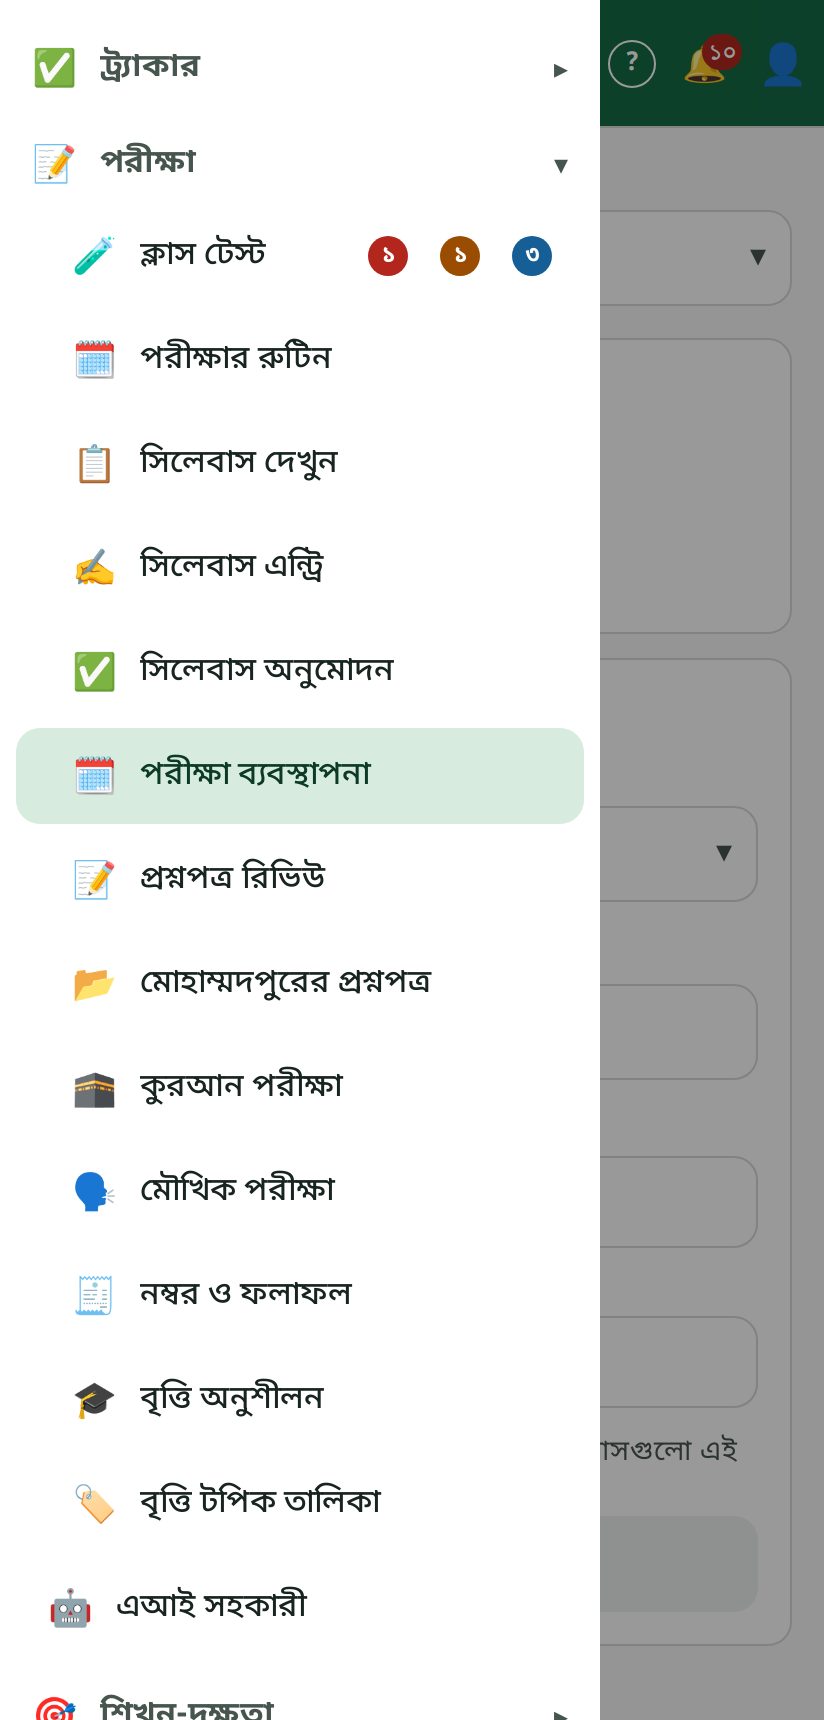 ট্র্যাকার
?
১০
পরীক্ষা
ক্লাস টেস্ট ১ ১ ৩
পরীক্ষার রুটিন
সিলেবাস দেখুন
সিলেবাস এন্ট্রি
সিলেবাস অনুমোদন
পরীক্ষা ব্যবস্থাপনা
প্রশ্নপত্র রিভিউ
মোহাম্মদপুরের প্রশ্নপত্র
কুরআন পরীক্ষা
মৌখিক পরীক্ষা
নম্বর ও ফলাফল
বৃত্তি অনুশীলন
এই
বৃত্তি টপিক তালিকা
এআই সহকারী
শিখন-দক্ষতা